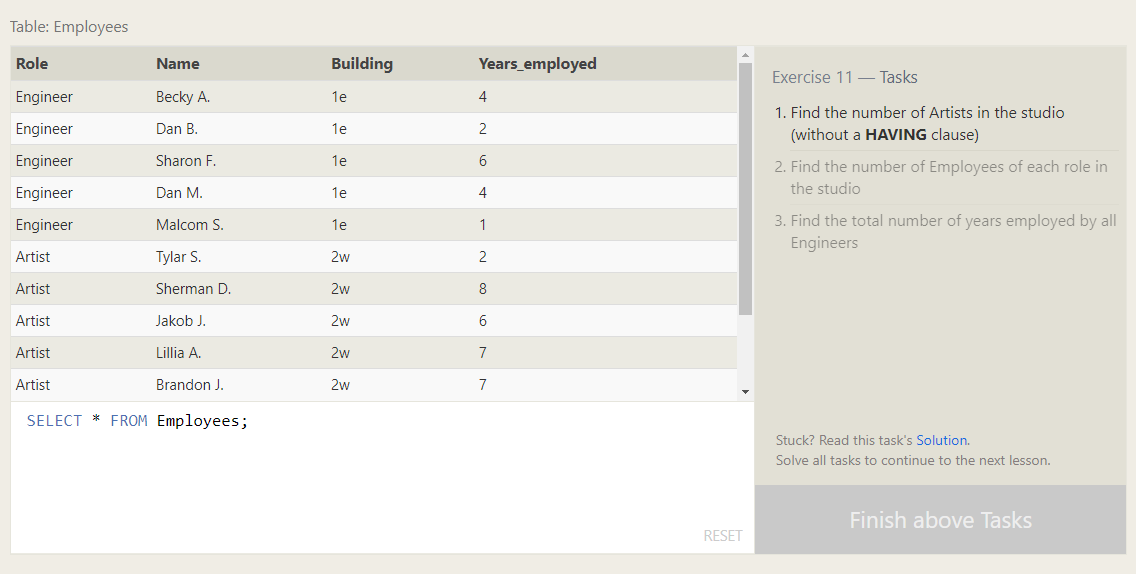 Table: Employees
Role Name Building Years_employed
Engineer Becky A. 1e 4
Engineer Dan B. 1e 2
Engineer Sharon F. 1e 6
Engineer Dan M. 1e 4
Engineer Malcom S. 1e 1
Artist Tylar S. 2w 2
Artist Sherman D. 2w 8
Artist Jakob J. 2w 6
Artist Lillia A. 2w 7
Artist Brandon J. 2w 7
SELECT * FROM Employees;
RESET
Exercise 11 — Tasks
1. Find the number of Artists in the studio
(without a HAVING clause)
2. Find the number of Employees of each role in
the studio
3. Find the total number of years employed by all
Engineers
Stuck? Read this task's Solution.
Solve all tasks to continue to the next lesson.
Finish above Tasks